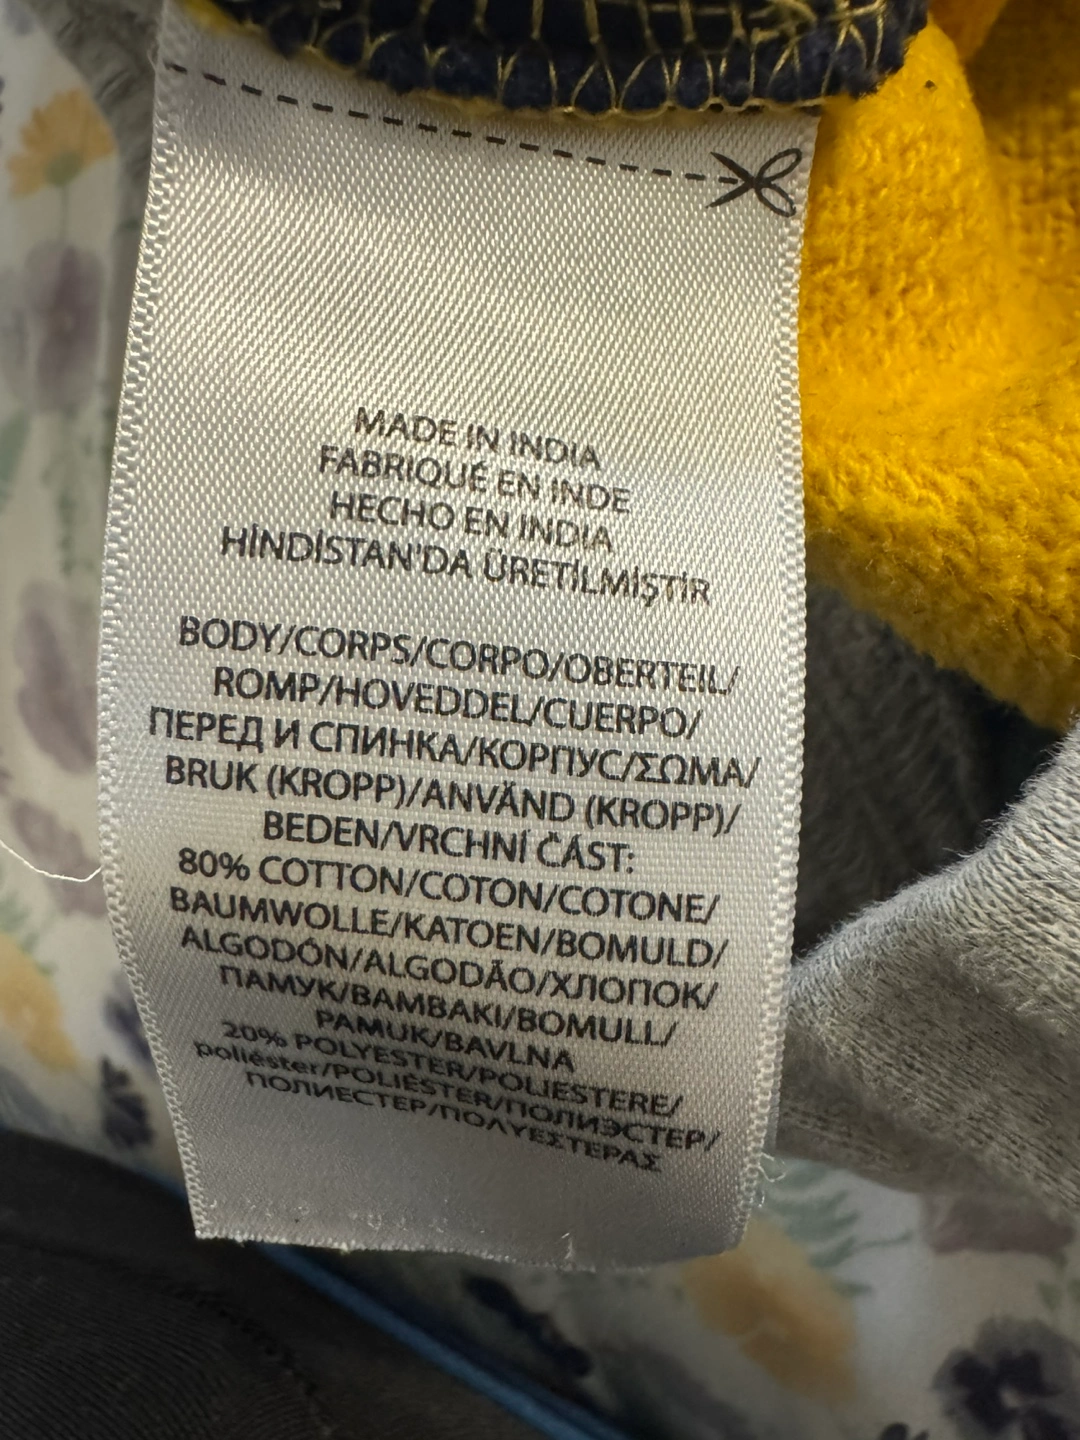 MADE IN INDIA
FABRIQUÉ EN INDE
HECHO EN INDIA
HİNDİSTAN'DA ÜRETİLMİŞTİR
BODY/CORPS/CORPO/OBERTEIL/
ROMP/HOVEDDEL/CUERPO/
ПЕРЕД И СПИНКА/КОРПУС/ΣΩΜΑ/
BRUK (KROPP)/ANVÄND (KROPP)/
BEDEN/VRCHNÍ ČÁST:
80% COTTON/COTON/COTONE/
BAUMWOLLE/KATOEN/BOMULD/
ALGODÓN/ALGODÃO/ХЛОПОК/
ПАМУК/BAMBAKI/BOMULL/
PAMUK/BAVLNA
20% POLYESTER/POLIESTERE/
poliéster/POLIÉSTER/ПОЛИЭСТЕР/
ПОЛИЕСТЕР/ΠΟΛΥΕΣΤΕΡΑΣ